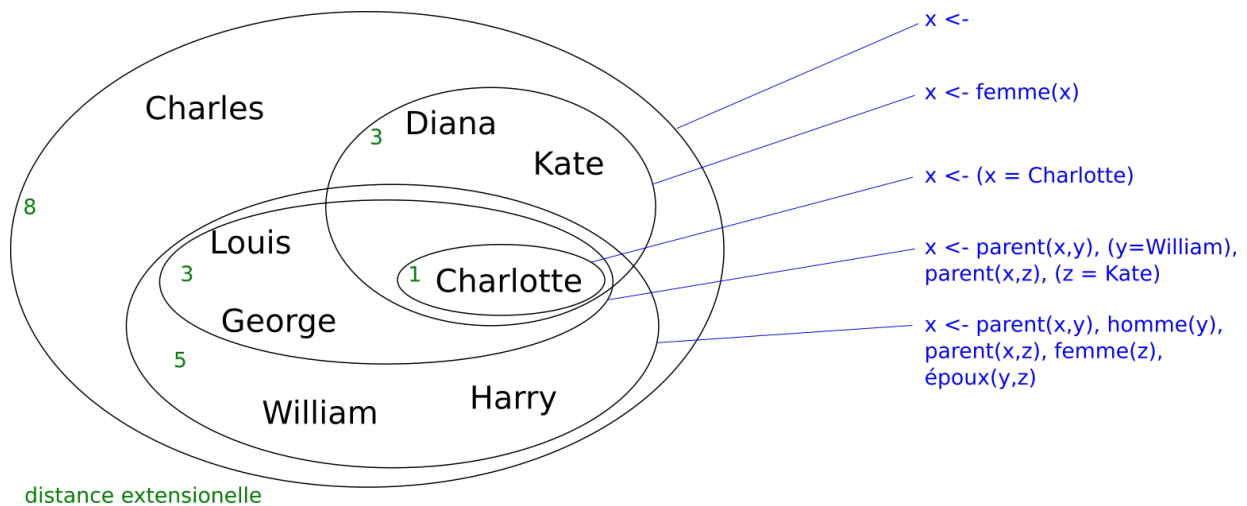 x <-
Charles
Diana
x <- femme(x)
3
Kate
x <- (x = Charlotte)
8
Louis
x <- parent(x,y), (y=William),
parent(x,z), (z = Kate)
3
1
Charlotte
George
x <- parent(x,y), homme(y),
parent(x,z), femme(z),
époux(y,z)
5
William
Harry
distance extensionelle